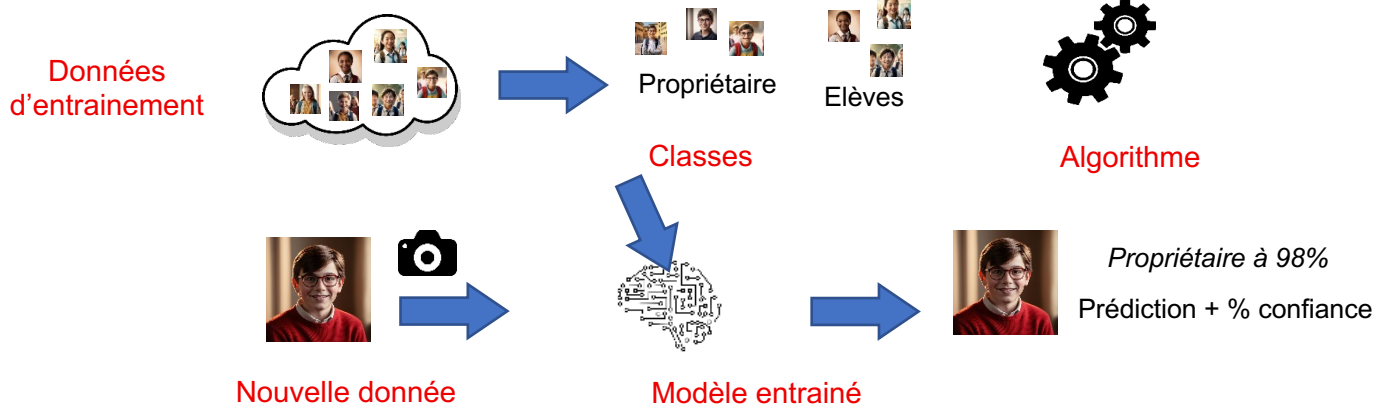 Données
d’entrainement
Propriétaire
Elèves
Classes
Algorithme
Propriétaire à 98%
Prédiction + % confiance
Nouvelle donnée
Modèle entrainé